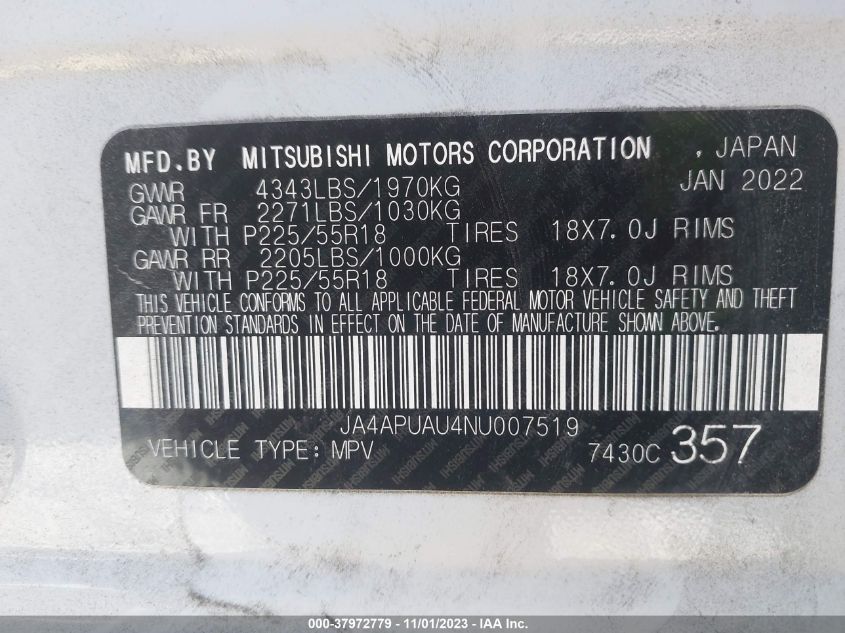 MFD.BY MITSUBISHI MOTORS CORPORATION , JAPAN
GVWR 4343LBS/1970KG JAN 2022
GAWR FR 2271LBS/1030KG
WITH P225/55R18 TIRES 18X7.0J RIMS
GAWR RR 2205LBS/1000KG
WITH P225/55R18 TIRES 18X7.0J RIMS
THIS VEHICLE CONFORMS TO ALL APPLICABLE FEDERAL MOTOR VEHICLE SAFETY AND THEFT
PREVENTION STANDARDS IN EFFECT ON THE DATE OF MANUFACTURE SHOWN ABOVE.
JA4APUAU4NU007519
VEHICLE TYPE: MPV 7430C 357
000-37972779 - 11/01/2023 - IAAI.COM